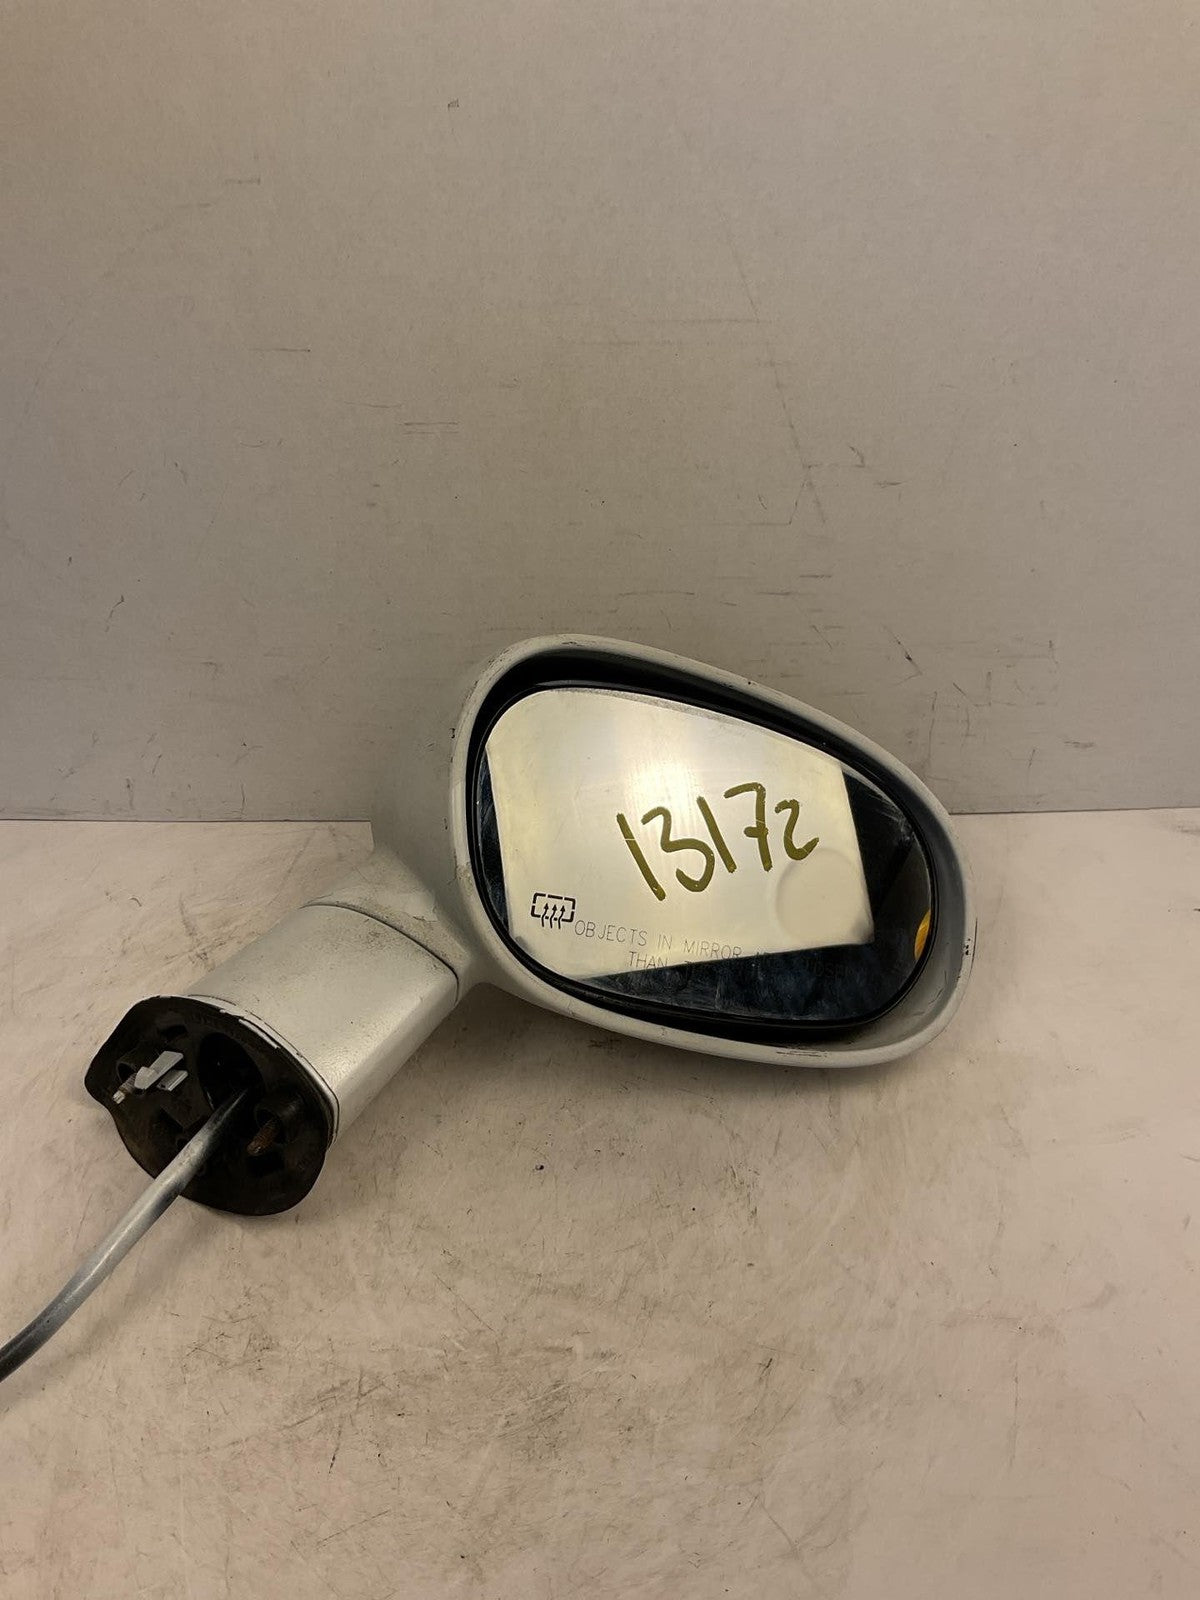 13172
OBJECTS IN MIRROR
THAN